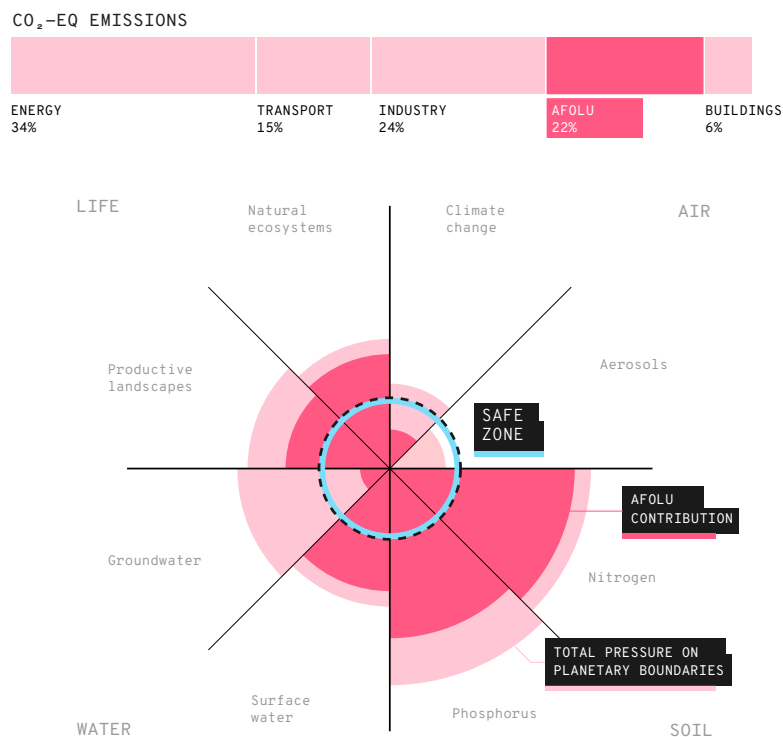 CO₂-EQ EMISSIONS
ENERGY
34%
TRANSPORT
15%
INDUSTRY
24%
AFOLU
22%
BUILDINGS
6%
LIFE
Natural
ecosystems
Climate
change
AIR
Productive
landscapes
Aerosols
SAFE
ZONE
AFOLU
CONTRIBUTION
Groundwater
Nitrogen
TOTAL PRESSURE ON
PLANETARY BOUNDARIES
Surface
water
Phosphorus
WATER
SOIL